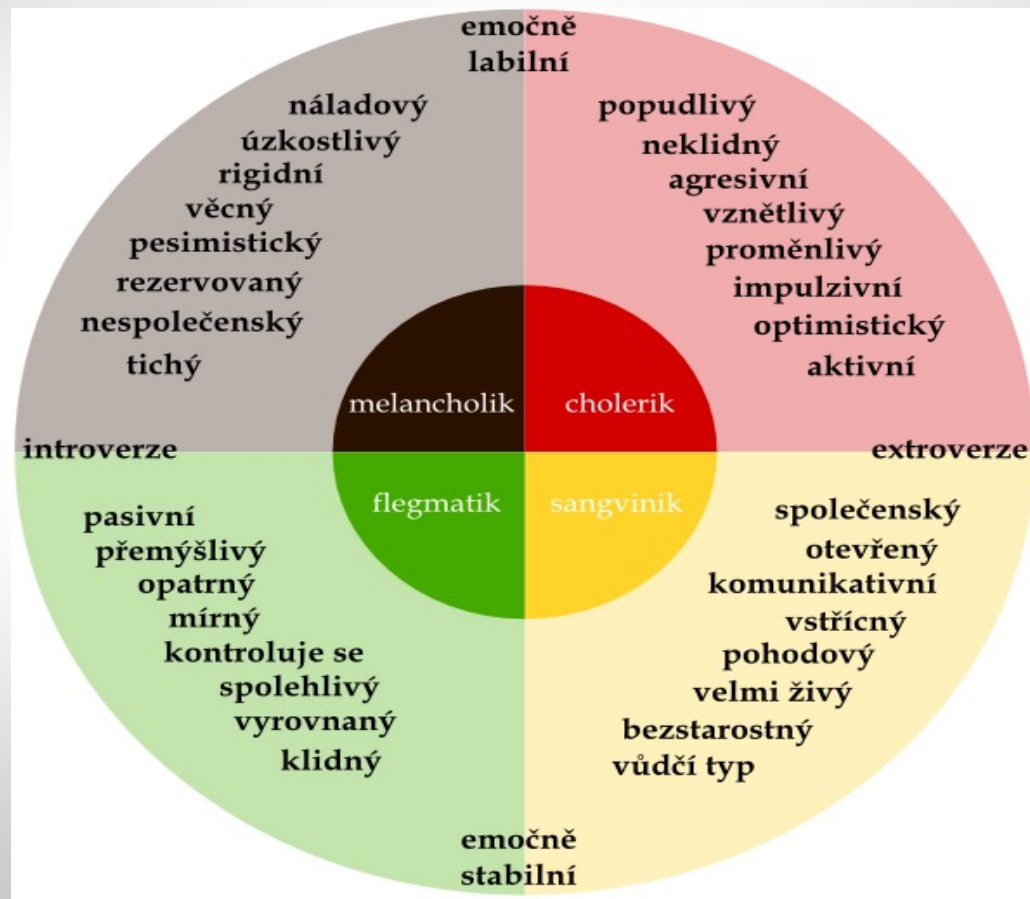 emočně
labilní
náladový
úzkostlivý
rigidní
věcný
pesimistický
rezervovaný
nespolečenský
tichý
popudlivý
neklidný
agresivní
vznětlivý
proměnlivý
impulzivní
optimistický
aktivní
melancholik
cholerik
introverze
extroverze
flegmatik
sangvinik
pasivní
přemýšlivý
opatrný
mírný
kontroluje se
spolehlivý
vyrovnaný
klidný
společenský
otevřený
komunikativní
vstřícný
pohodový
velmi živý
bezstarostný
vůdčí typ
emočně
stabilní